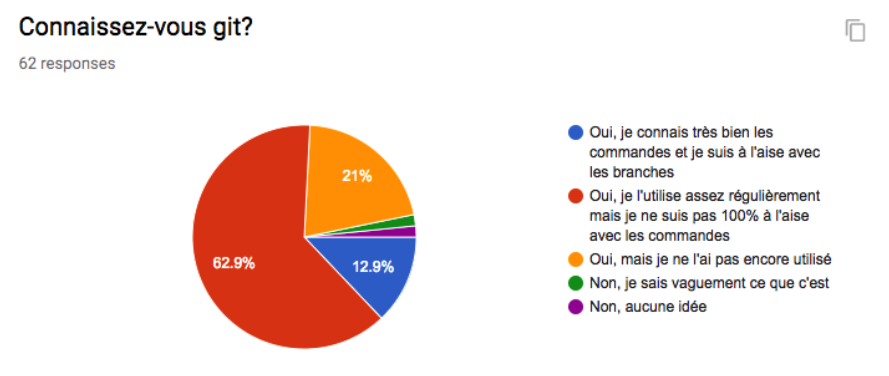 Connaissez-vous git?
62 responses
21%
62.9%
12.9%
Oui, je connais très bien les
commandes et je suis à l'aise avec
les branches
Oui, je l'utilise assez régulièrement
mais je ne suis pas 100% à l'aise
avec les commandes
Oui, mais je ne l'ai pas encore utilisé
Non, je sais vaguement ce que c'est
Non, aucune idée